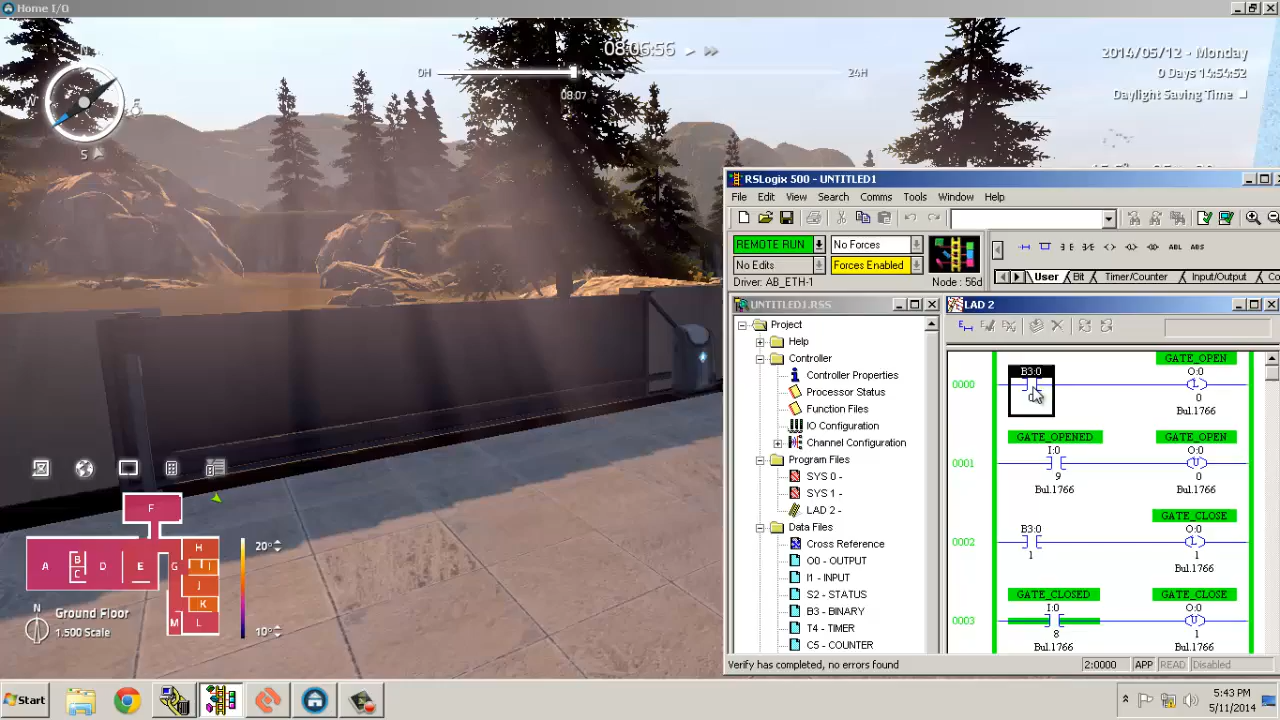 Home I/O
08:06:56
2014/05/12 - Monday
0H
24H
0 Days 14:54:52
08:07
Daylight Saving Time
N
W
S
RSLogix 500 - UNTITLED1
File Edit View Search Comms Tools Window Help
REMOTE RUN
No Forces
No Edits
Forces Enabled
Driver: AB_ETH-1
Node : 56d
ABL ABS
User Bit Timer/Counter Input/Output
UNTITLED1.RSS
Project
Help
Controller
Controller Properties
Processor Status
Function Files
IO Configuration
Channel Configuration
Program Files
SYS 0 -
SYS 1 -
LAD 2 -
Data Files
Cross Reference
O0 - OUTPUT
I1 - INPUT
S2 - STATUS
B3 - BINARY
T4 - TIMER
C5 - COUNTER
LAD 2
GATE_OPEN
B3:0
O:0
0000
L
0
Bul.1766
GATE_OPENED
GATE_OPEN
I:0
O:0
0001
U
9
0
Bul.1766
Bul.1766
GATE_CLOSE
B3:0
O:0
0002
L
1
1
Bul.1766
GATE_CLOSED
GATE_CLOSE
I:0
O:0
0003
U
8
1
Bul.1766
Bul.1766
Verify has completed, no errors found
2:0000 APP READ Disabled
F
A B C D E G H I J K L M
20°
10°
N
Ground Floor
1.500 Scale
Start
5:43 PM
5/11/2014